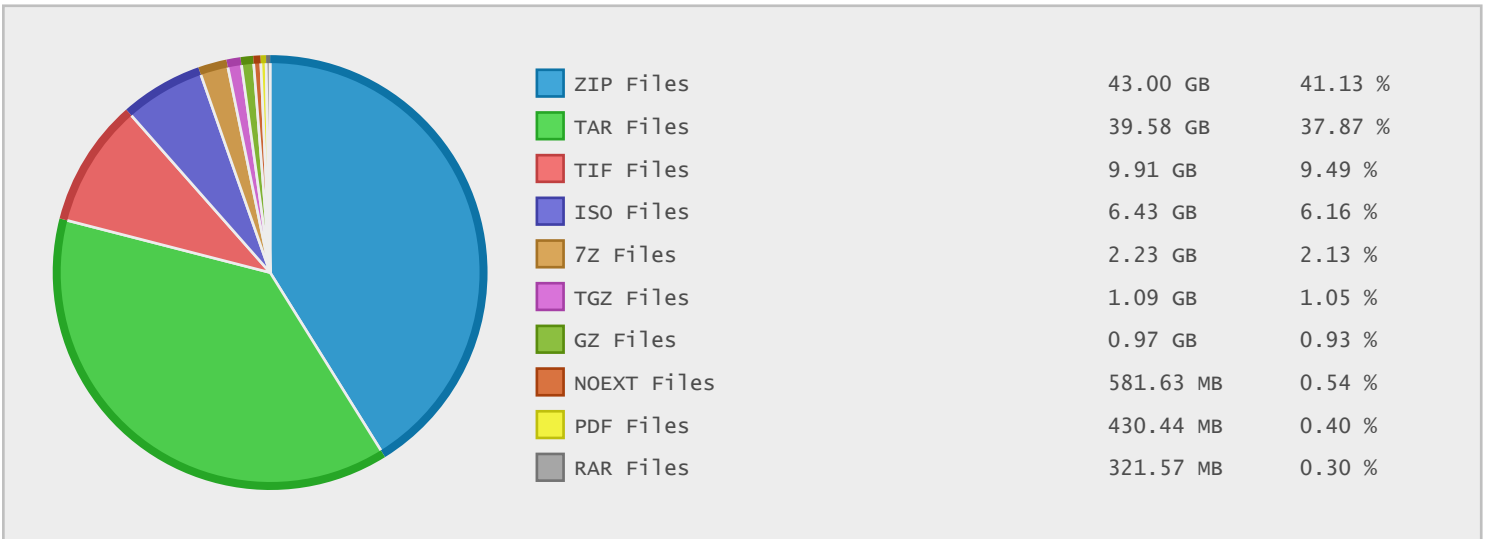 ZIP Files 43.00 GB 41.13 %
TAR Files 39.58 GB 37.87 %
TIF Files 9.91 GB 9.49 %
ISO Files 6.43 GB 6.16 %
7Z Files 2.23 GB 2.13 %
TGZ Files 1.09 GB 1.05 %
GZ Files 0.97 GB 0.93 %
NOEXT Files 581.63 MB 0.54 %
PDF Files 430.44 MB 0.40 %
RAR Files 321.57 MB 0.30 %